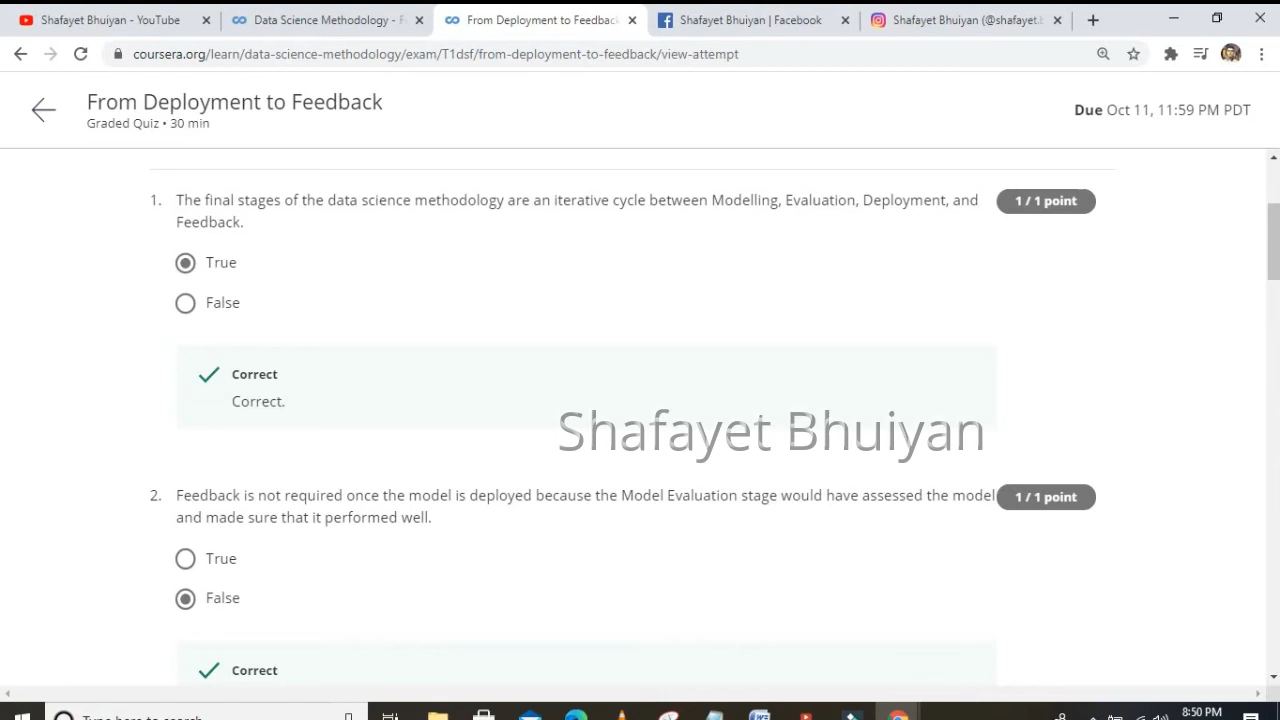 Shafayet Bhuiyan - YouTube
Data Science Methodology - F
From Deployment to Feedback
Shafayet Bhuiyan | Facebook
Shafayet Bhuiyan (@shafayet.b
coursera.org/learn/data-science-methodology/exam/T1dsf/from-deployment-to-feedback/view-attempt
From Deployment to Feedback
Graded Quiz • 30 min
Due Oct 11, 11:59 PM PDT
1. The final stages of the data science methodology are an iterative cycle between Modelling, Evaluation, Deployment, and
Feedback.
1 / 1 point
True
False
Correct
Correct.
Shafayet Bhuiyan
2. Feedback is not required once the model is deployed because the Model Evaluation stage would have assessed the model
and made sure that it performed well.
1 / 1 point
True
False
Correct
Type here to search
8:50 PM